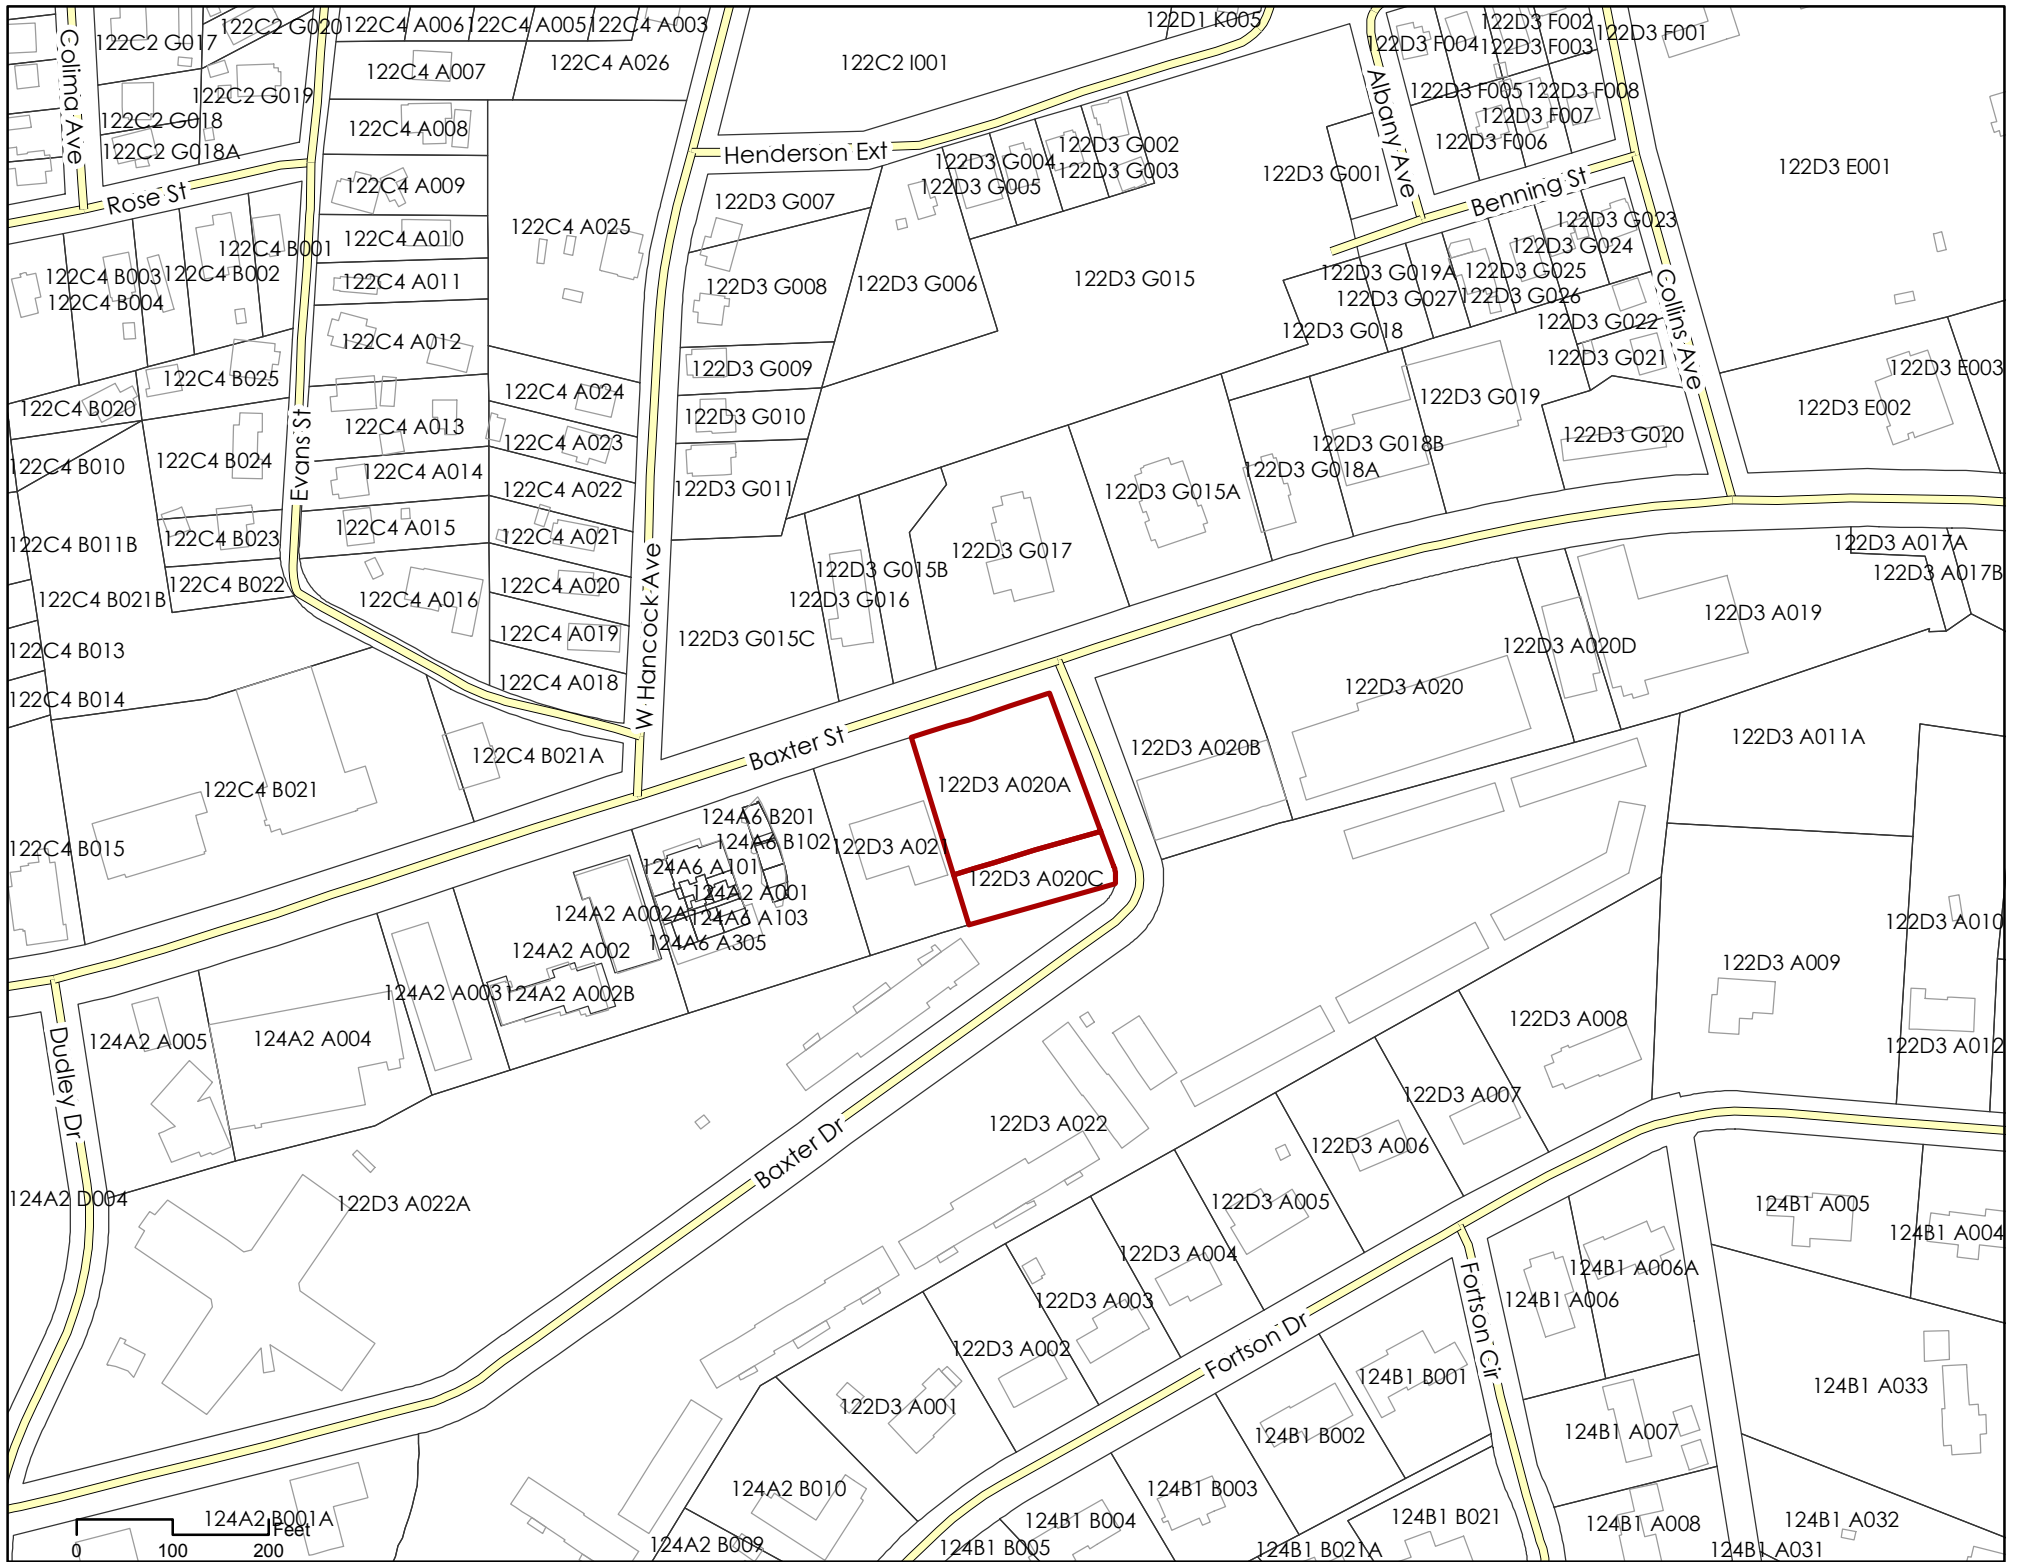 122C2 G020
122C4 A006
122C4 A005
122C4 A003
122D1 K005
122D3 F002
122D3 F001
122C2 G017
122D3 F004
122D3 F003
Colima Ave
122C4 A007
122C4 A026
122C2 I001
122C2 G019
122D3 F005
122D3 F008
Albany Ave
122C2 G018
122D3 F007
122C4 A008
122D3 F006
122C2 G018A
Henderson Ext
122D3 G002
122D3 G004
122D3 G003
122D3 G001
122D3 E001
122C4 A009
122D3 G005
Rose St
122D3 G007
Benning St
122D3 G023
122C4 A025
122C4 A010
122C4 B001
122D3 G024
122C4 B003
122C4 B002
122C4 A011
122D3 G008
122D3 G006
122D3 G015
122D3 G019A
122D3 G025
122C4 B004
122D3 G027
122D3 G026
Collins Ave
122C4 A012
122D3 G018
122D3 G022
122C4 B025
122D3 G009
122D3 G021
122D3 E003
122C4 A024
122D3 G019
122C4 B020
122D3 G010
122D3 E002
122C4 A013
122C4 A023
122D3 G018B
122D3 G020
Evans St
122C4 B010
122C4 B024
122C4 A014
122D3 G018A
122C4 A022
122D3 G011
122D3 G015A
122C4 A015
122C4 B011B
122C4 B023
122C4 A021
122D3 G017
122D3 A017A
122D3 G015B
122D3 A017B
122C4 B022
122C4 A020
122C4 B021B
122C4 A016
122D3 G016
122D3 A019
W Hancock Ave
122C4 A019
122D3 G015C
122D3 A020D
122C4 B013
122C4 A018
122D3 A020
122C4 B014
Baxter St
122C4 B021A
122D3 A020B
122D3 A011A
122C4 B021
122D3 A020A
124A6 B201
124A6 B102
122D3 A021
122C4 B015
124A6 A101
122D3 A020C
124A2 A001
124A2 A002A
124A6 A103
122D3 A010
124A2 A002
124A6 A305
122D3 A009
124A2 A003
124A2 A002B
122D3 A008
124A2 A005
124A2 A004
122D3 A012
Dudley Dr
122D3 A007
122D3 A022
Baxter Dr
122D3 A006
124A2 D004
122D3 A022A
122D3 A005
124B1 A005
124B1 A004
122D3 A004
124B1 A006A
122D3 A003
124B1 A006
Fortson Cir
Fortson Dr
122D3 A002
124B1 B001
124B1 A033
122D3 A001
124B1 B002
124B1 A007
124A2 B010
124B1 B003
124A2 B001A
124B1 B004
124B1 B021
124B1 A008
124B1 A032
Feet
124A2 B009
124B1 B005
124B1 B021A
124B1 A031
0 100 200